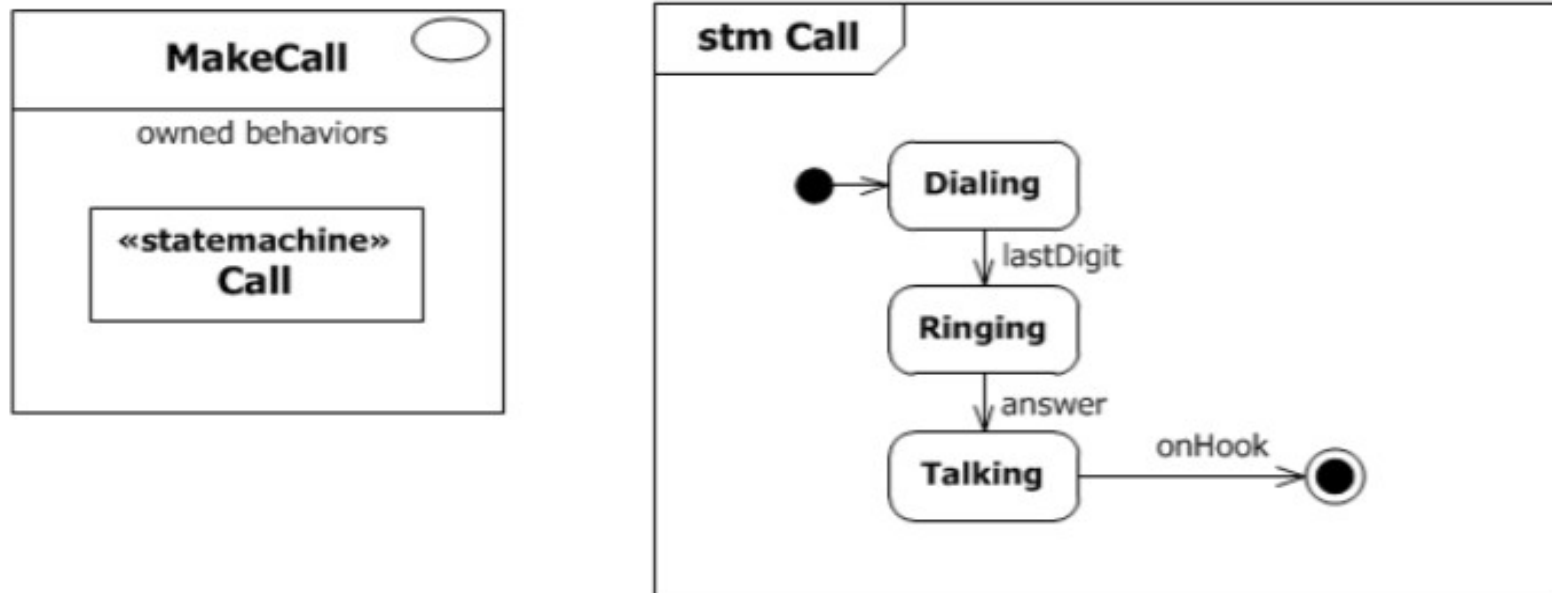 MakeCall
owned behaviors
«statemachine»
Call
stm Call
Dialing
lastDigit
Ringing
answer
Talking
onHook